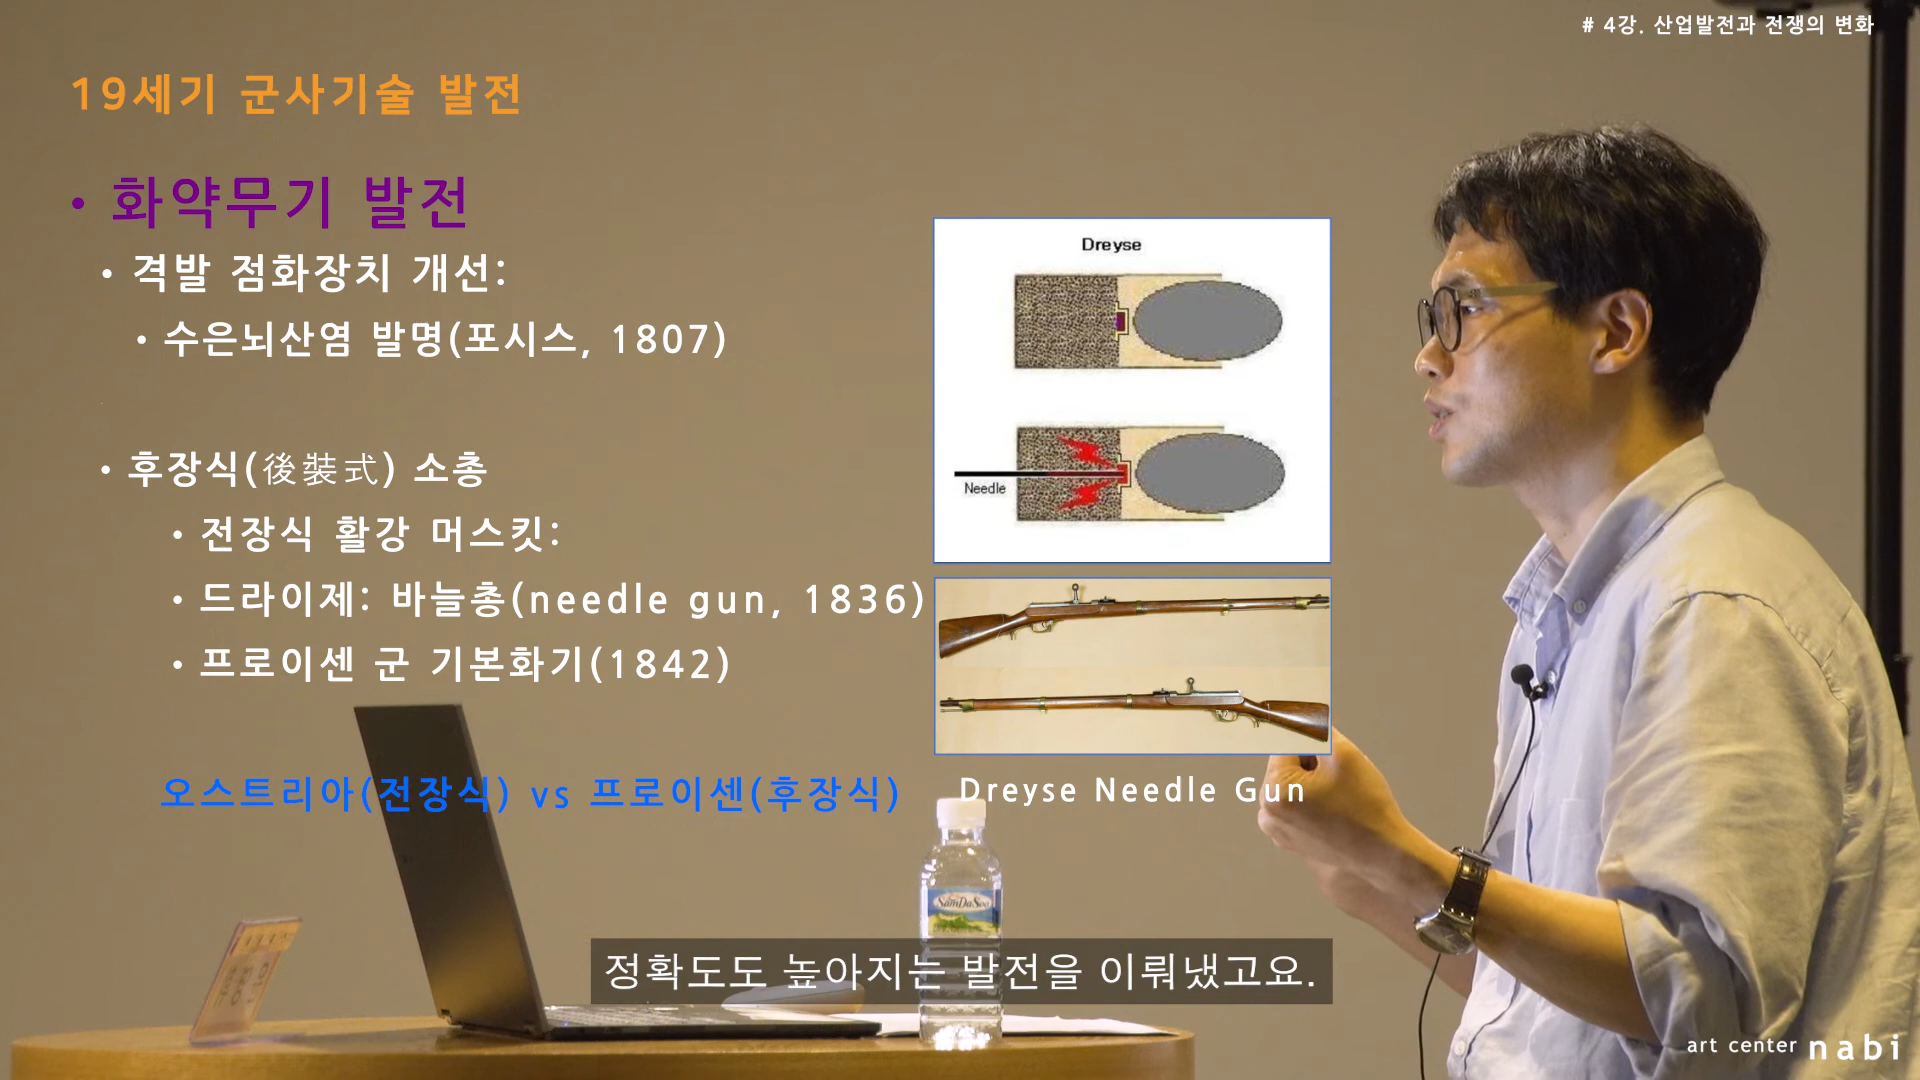 # 4강. 산업발전과 전쟁의 변화
19세기 군사기술 발전
• 화약무기 발전
• 격발 점화장치 개선:
• 수은뇌산염 발명(포시스, 1807)
• 후장식(後裝式) 소총
• 전장식 활강 머스킷:
• 드라이제: 바늘총(needle gun, 1836)
• 프로이센 군 기본화기(1842)
오스트리아(전장식) vs 프로이센(후장식)
Dreyse
Needle
Dreyse Needle Gun
SamDaSoo
정확도도 높아지는 발전을 이뤄냈고요.
art center nabi